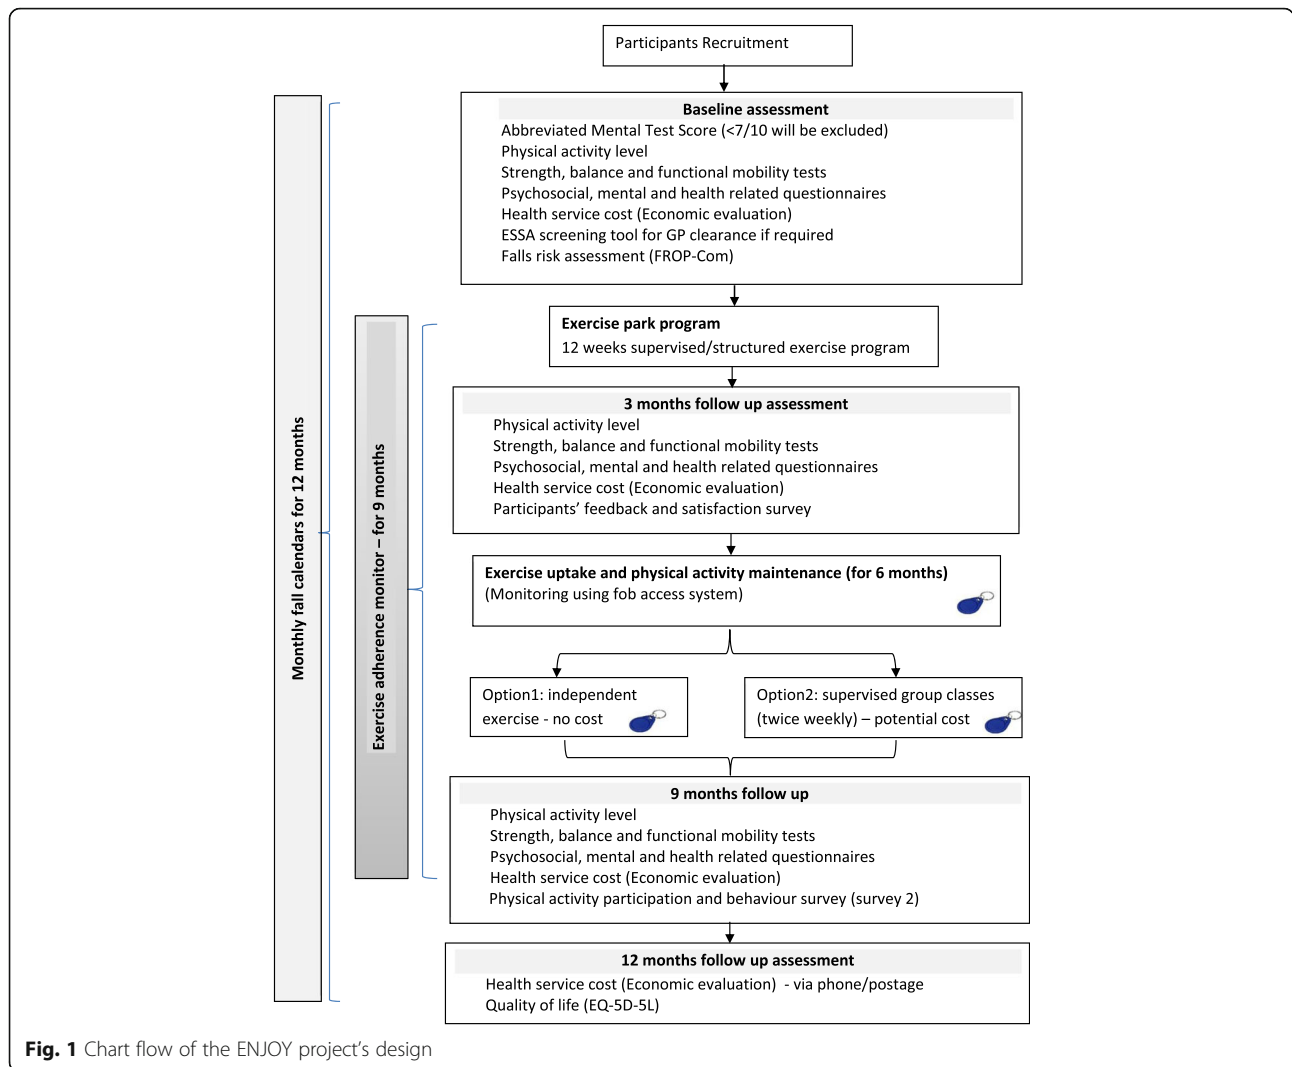 Participants Recruitment
Baseline assessment
Abbreviated Mental Test Score (<7/10 will be excluded)
Physical activity level
Strength, balance and functional mobility tests
Psychosocial, mental and health related questionnaires
Health service cost (Economic evaluation)
ESSA screening tool for GP clearance if required
Falls risk assessment (FROP-Com)
Monthly fall calendars for 12 months
Exercise adherence monitor – for 9 months
Exercise park program
12 weeks supervised/structured exercise program
3 months follow up assessment
Physical activity level
Strength, balance and functional mobility tests
Psychosocial, mental and health related questionnaires
Health service cost (Economic evaluation)
Participants’ feedback and satisfaction survey
Exercise uptake and physical activity maintenance (for 6 months)
(Monitoring using fob access system)
Option1: independent
exercise - no cost
Option2: supervised group classes
(twice weekly) – potential cost
9 months follow up
Physical activity level
Strength, balance and functional mobility tests
Psychosocial, mental and health related questionnaires
Health service cost (Economic evaluation)
Physical activity participation and behaviour survey (survey 2)
12 months follow up assessment
Health service cost (Economic evaluation)  - via phone/postage
Quality of life (EQ-5D-5L)
Fig. 1 Chart flow of the ENJOY project’s design